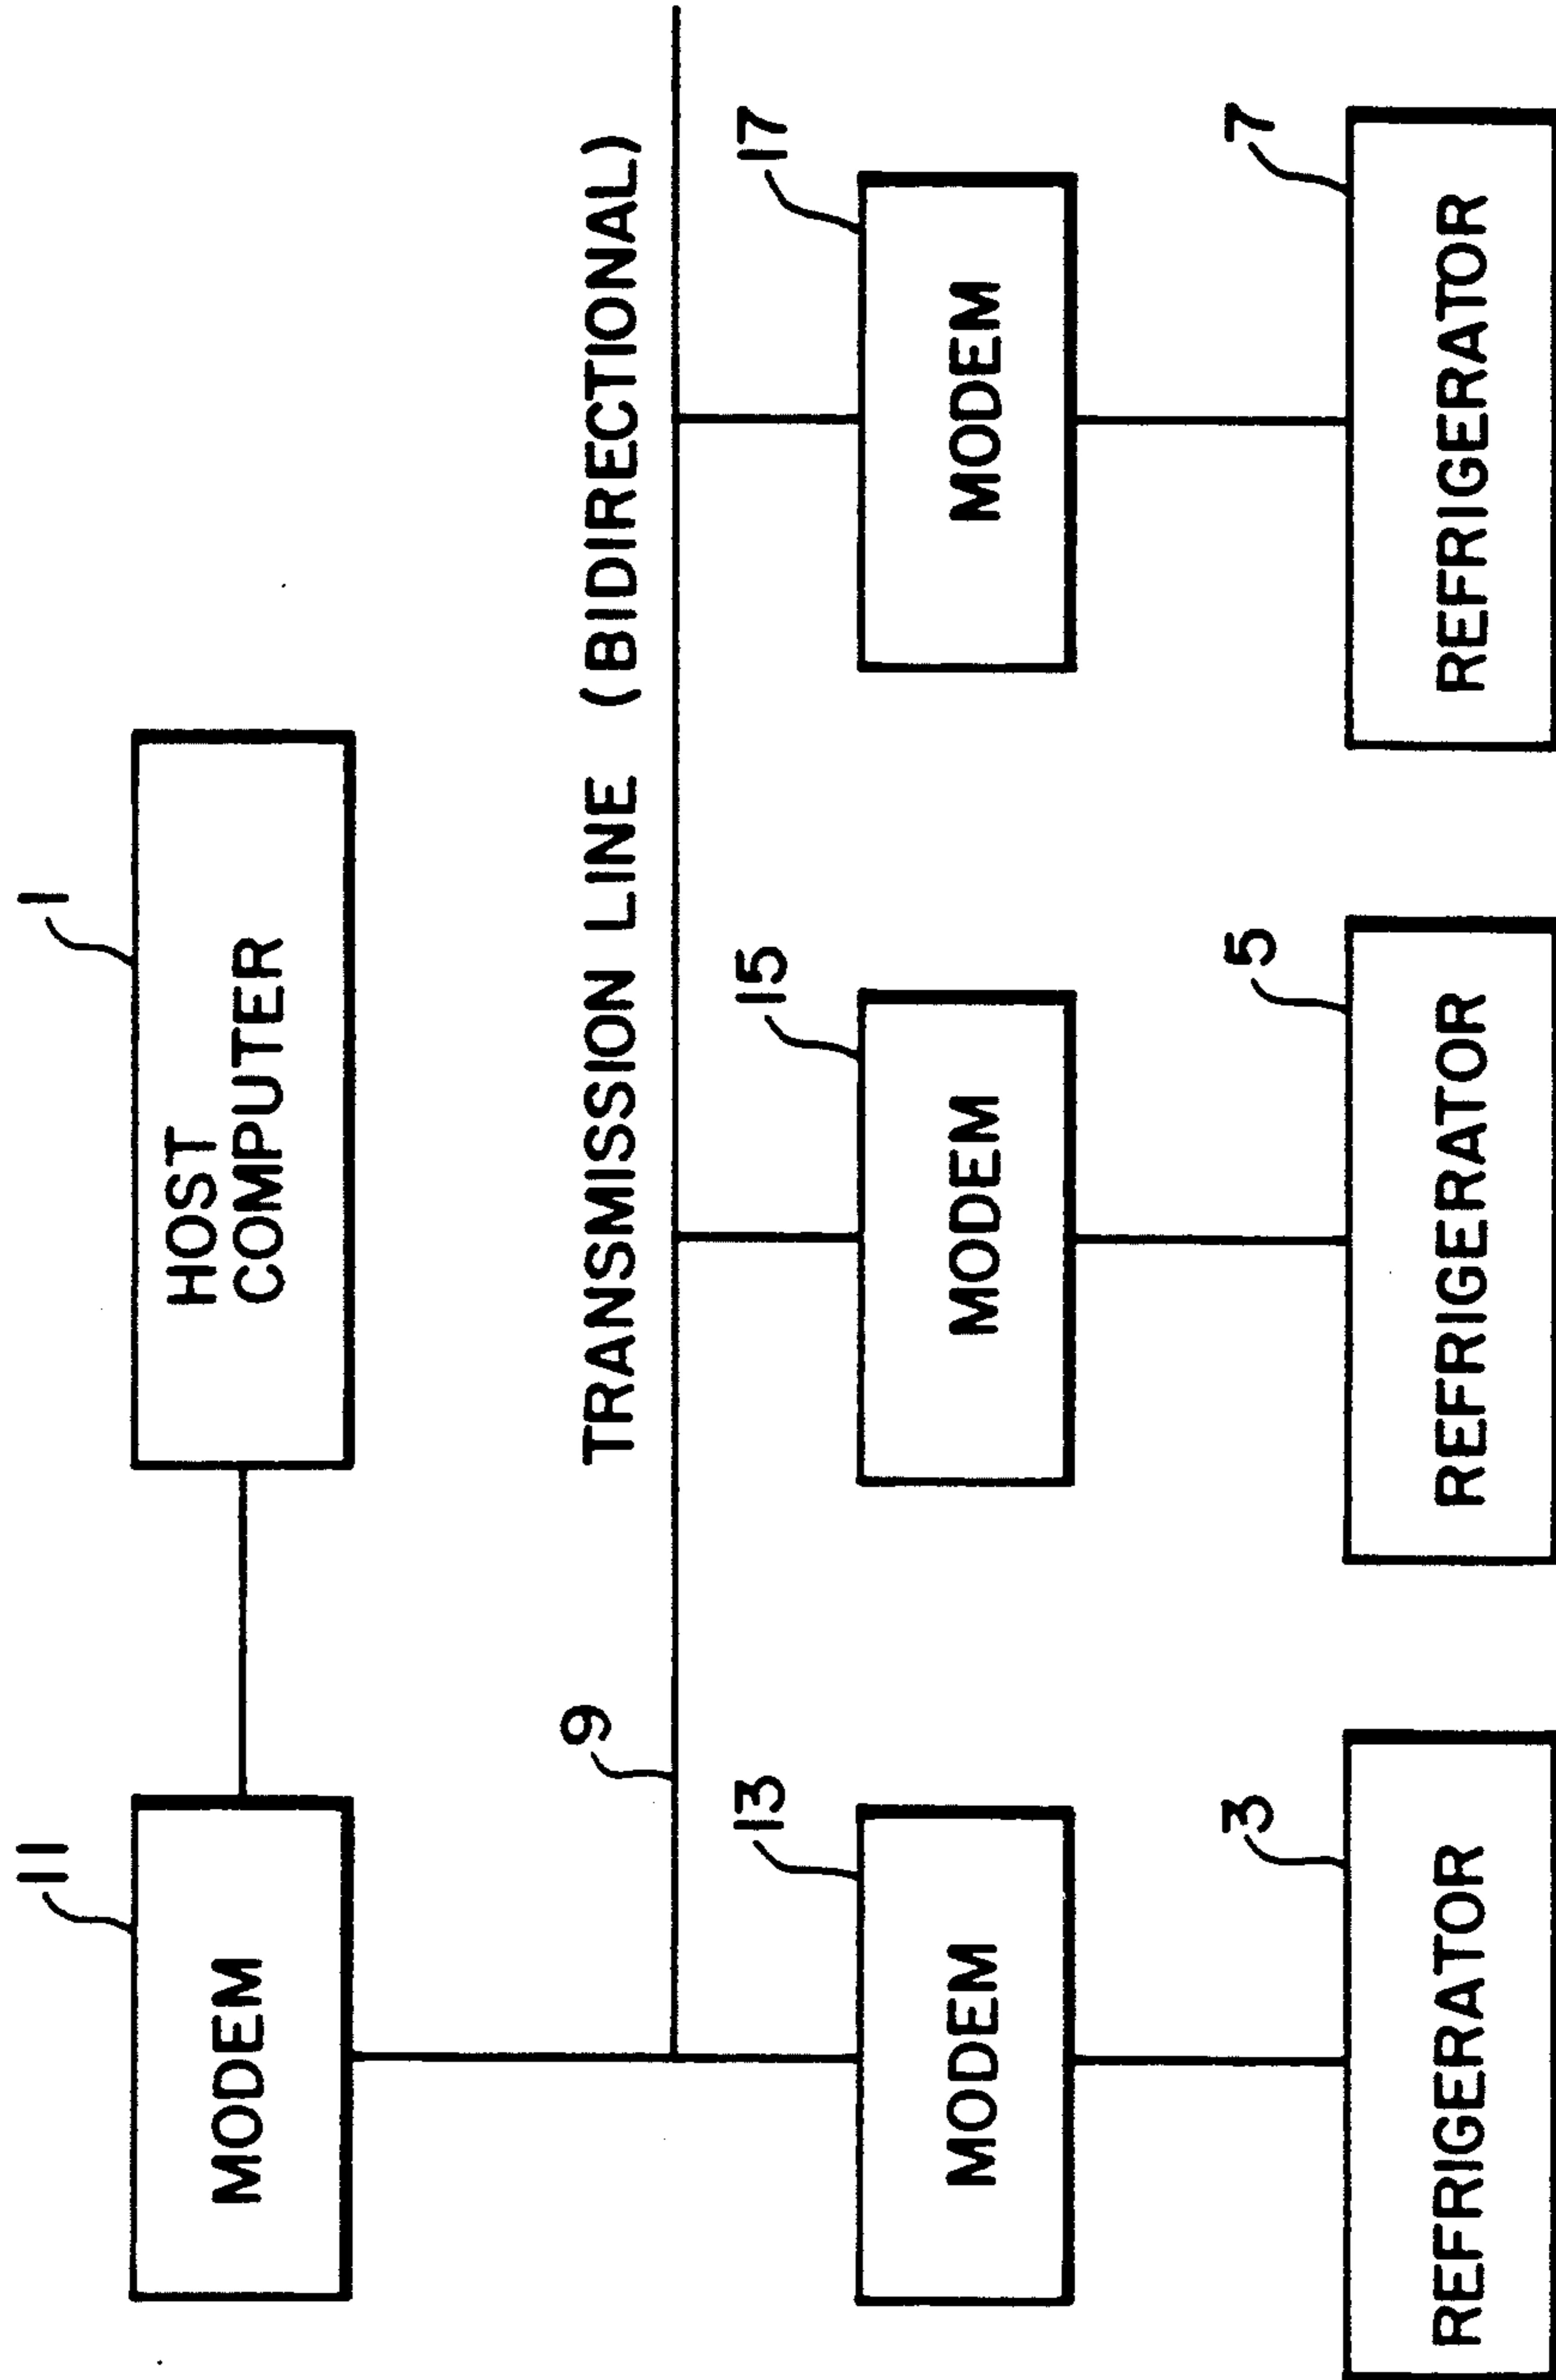 11
1
MODEM
HOST
COMPUTER
9
TRANSMISSION LINE (BIDIRECTIONAL)
13
15
17
MODEM
MODEM
MODEM
3
5
7
REFRIGERATOR
REFRIGERATOR
REFRIGERATOR